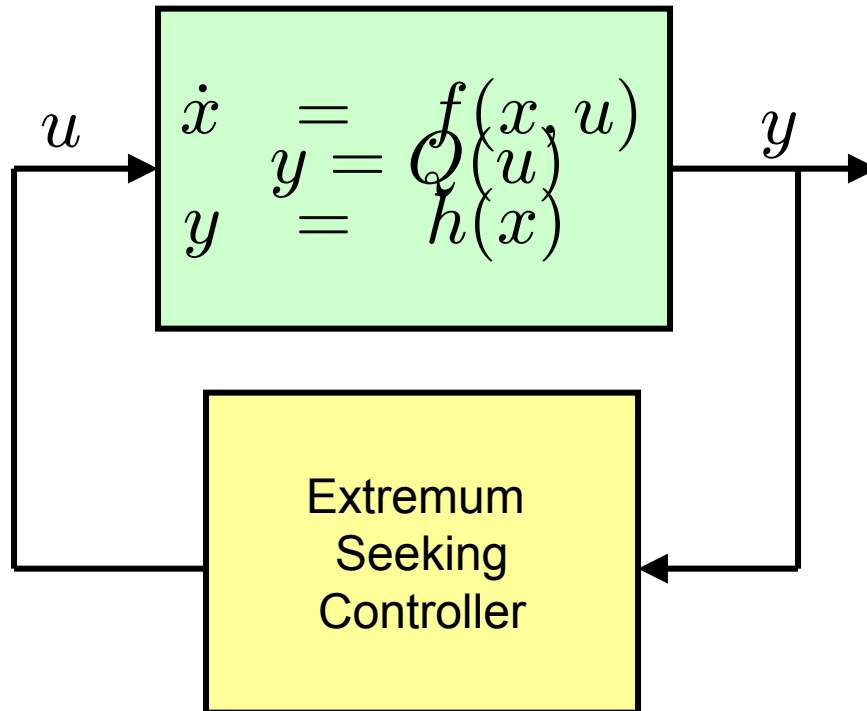 u
ẋ = f(x, u)
y = Q(u)
y = h(x)
y
Extremum
Seeking
Controller